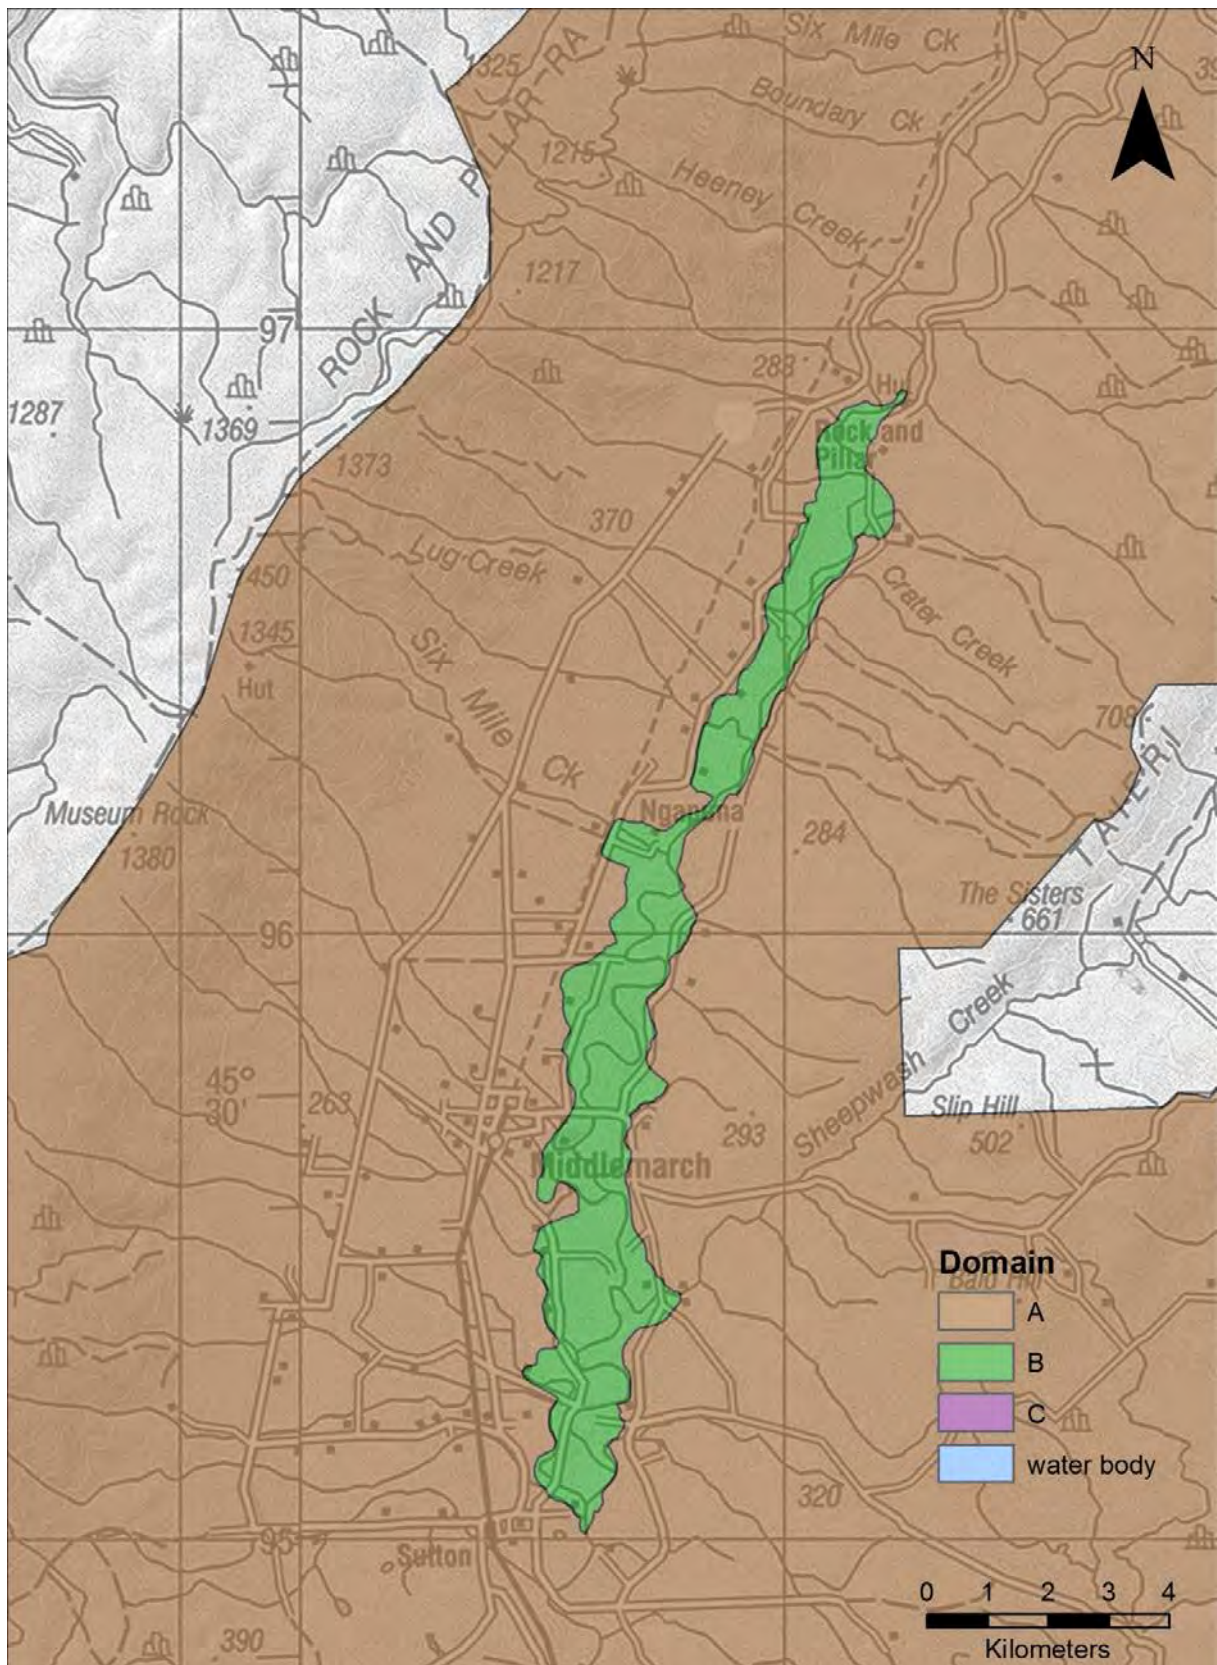 Six Mile Ck
N
1325
PILLAR RA
Boundary Ck
1215
Heeney Creek
ROCK AND
1217
97
283
Hut
1287
1369
Rock and
Pillar
1373
370
Lug Creek
450
Crater Creek
1345
Six Mile Ck
Hut
708
TAIERI
Museum Rock
Ngapuna
284
1380
The Sisters
661
96
Creek
45°
30'
263
Sheepwash
Slip Hill
293
502
Middlemarch
Domain
Bald Hill
A
B
C
water body
320
95
Sutton
0 1 2 3 4
Kilometers
390